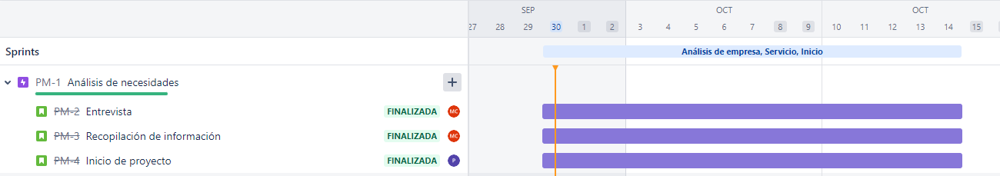 SEP OCT OCT
27 28 29 30 1 2 3 4 5 6 7 8 9 10 11 12 13 14 15
Sprints Análisis de empresa, Servicio, Inicio
PM-1 Análisis de necesidades
PM-2 Entrevista FINALIZADA MC
PM-3 Recopilación de información FINALIZADA MC
PM-4 Inicio de proyecto FINALIZADA P